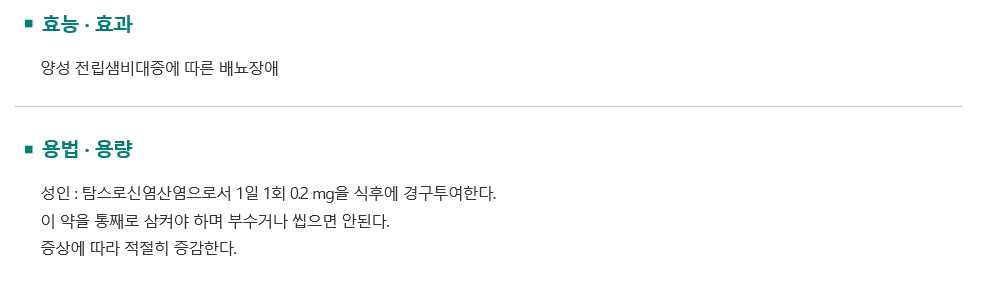 ■ 효능 · 효과
양성 전립샘비대증에 따른 배뇨장애
■ 용법 · 용량
성인 : 탐스로신염산염으로서 1일 1회 0.2 mg을 식후에 경구투여한다.
이 약을 통째로 삼켜야 하며 부수거나 씹으면 안된다.
증상에 따라 적절히 증감한다.